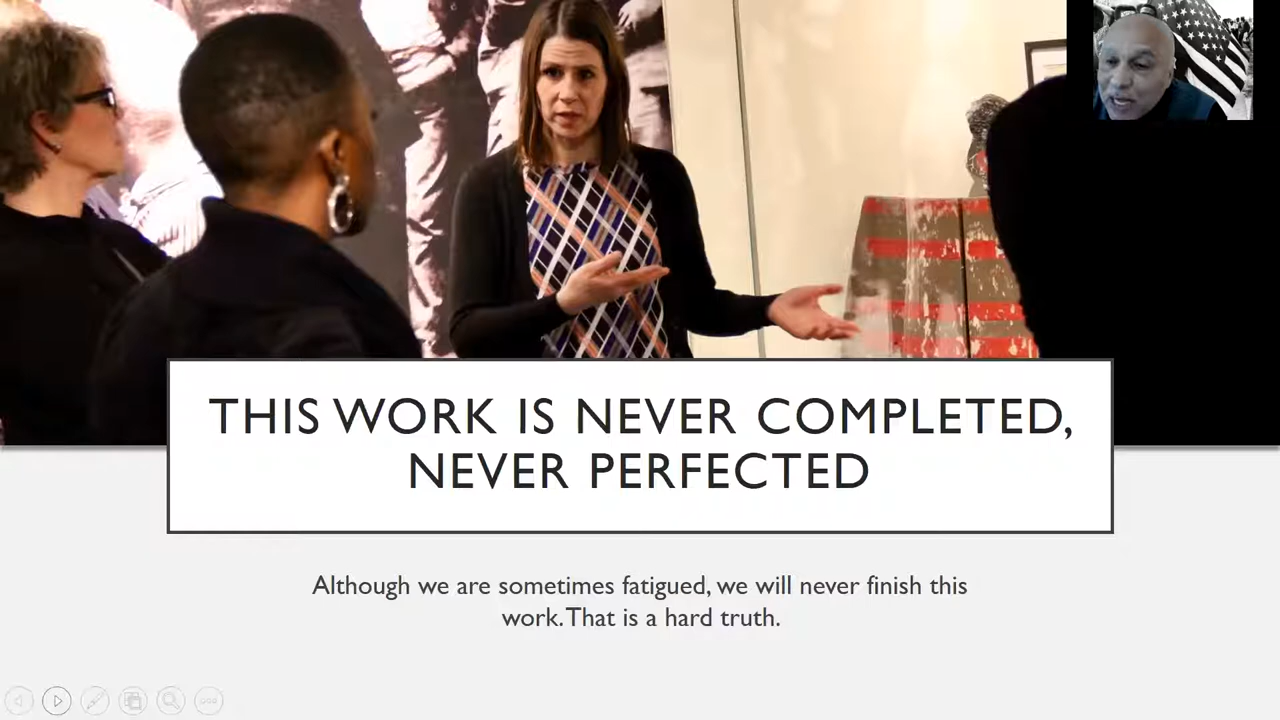 THIS WORK IS NEVER COMPLETED,
NEVER PERFECTED
Although we are sometimes fatigued, we will never finish this
work. That is a hard truth.